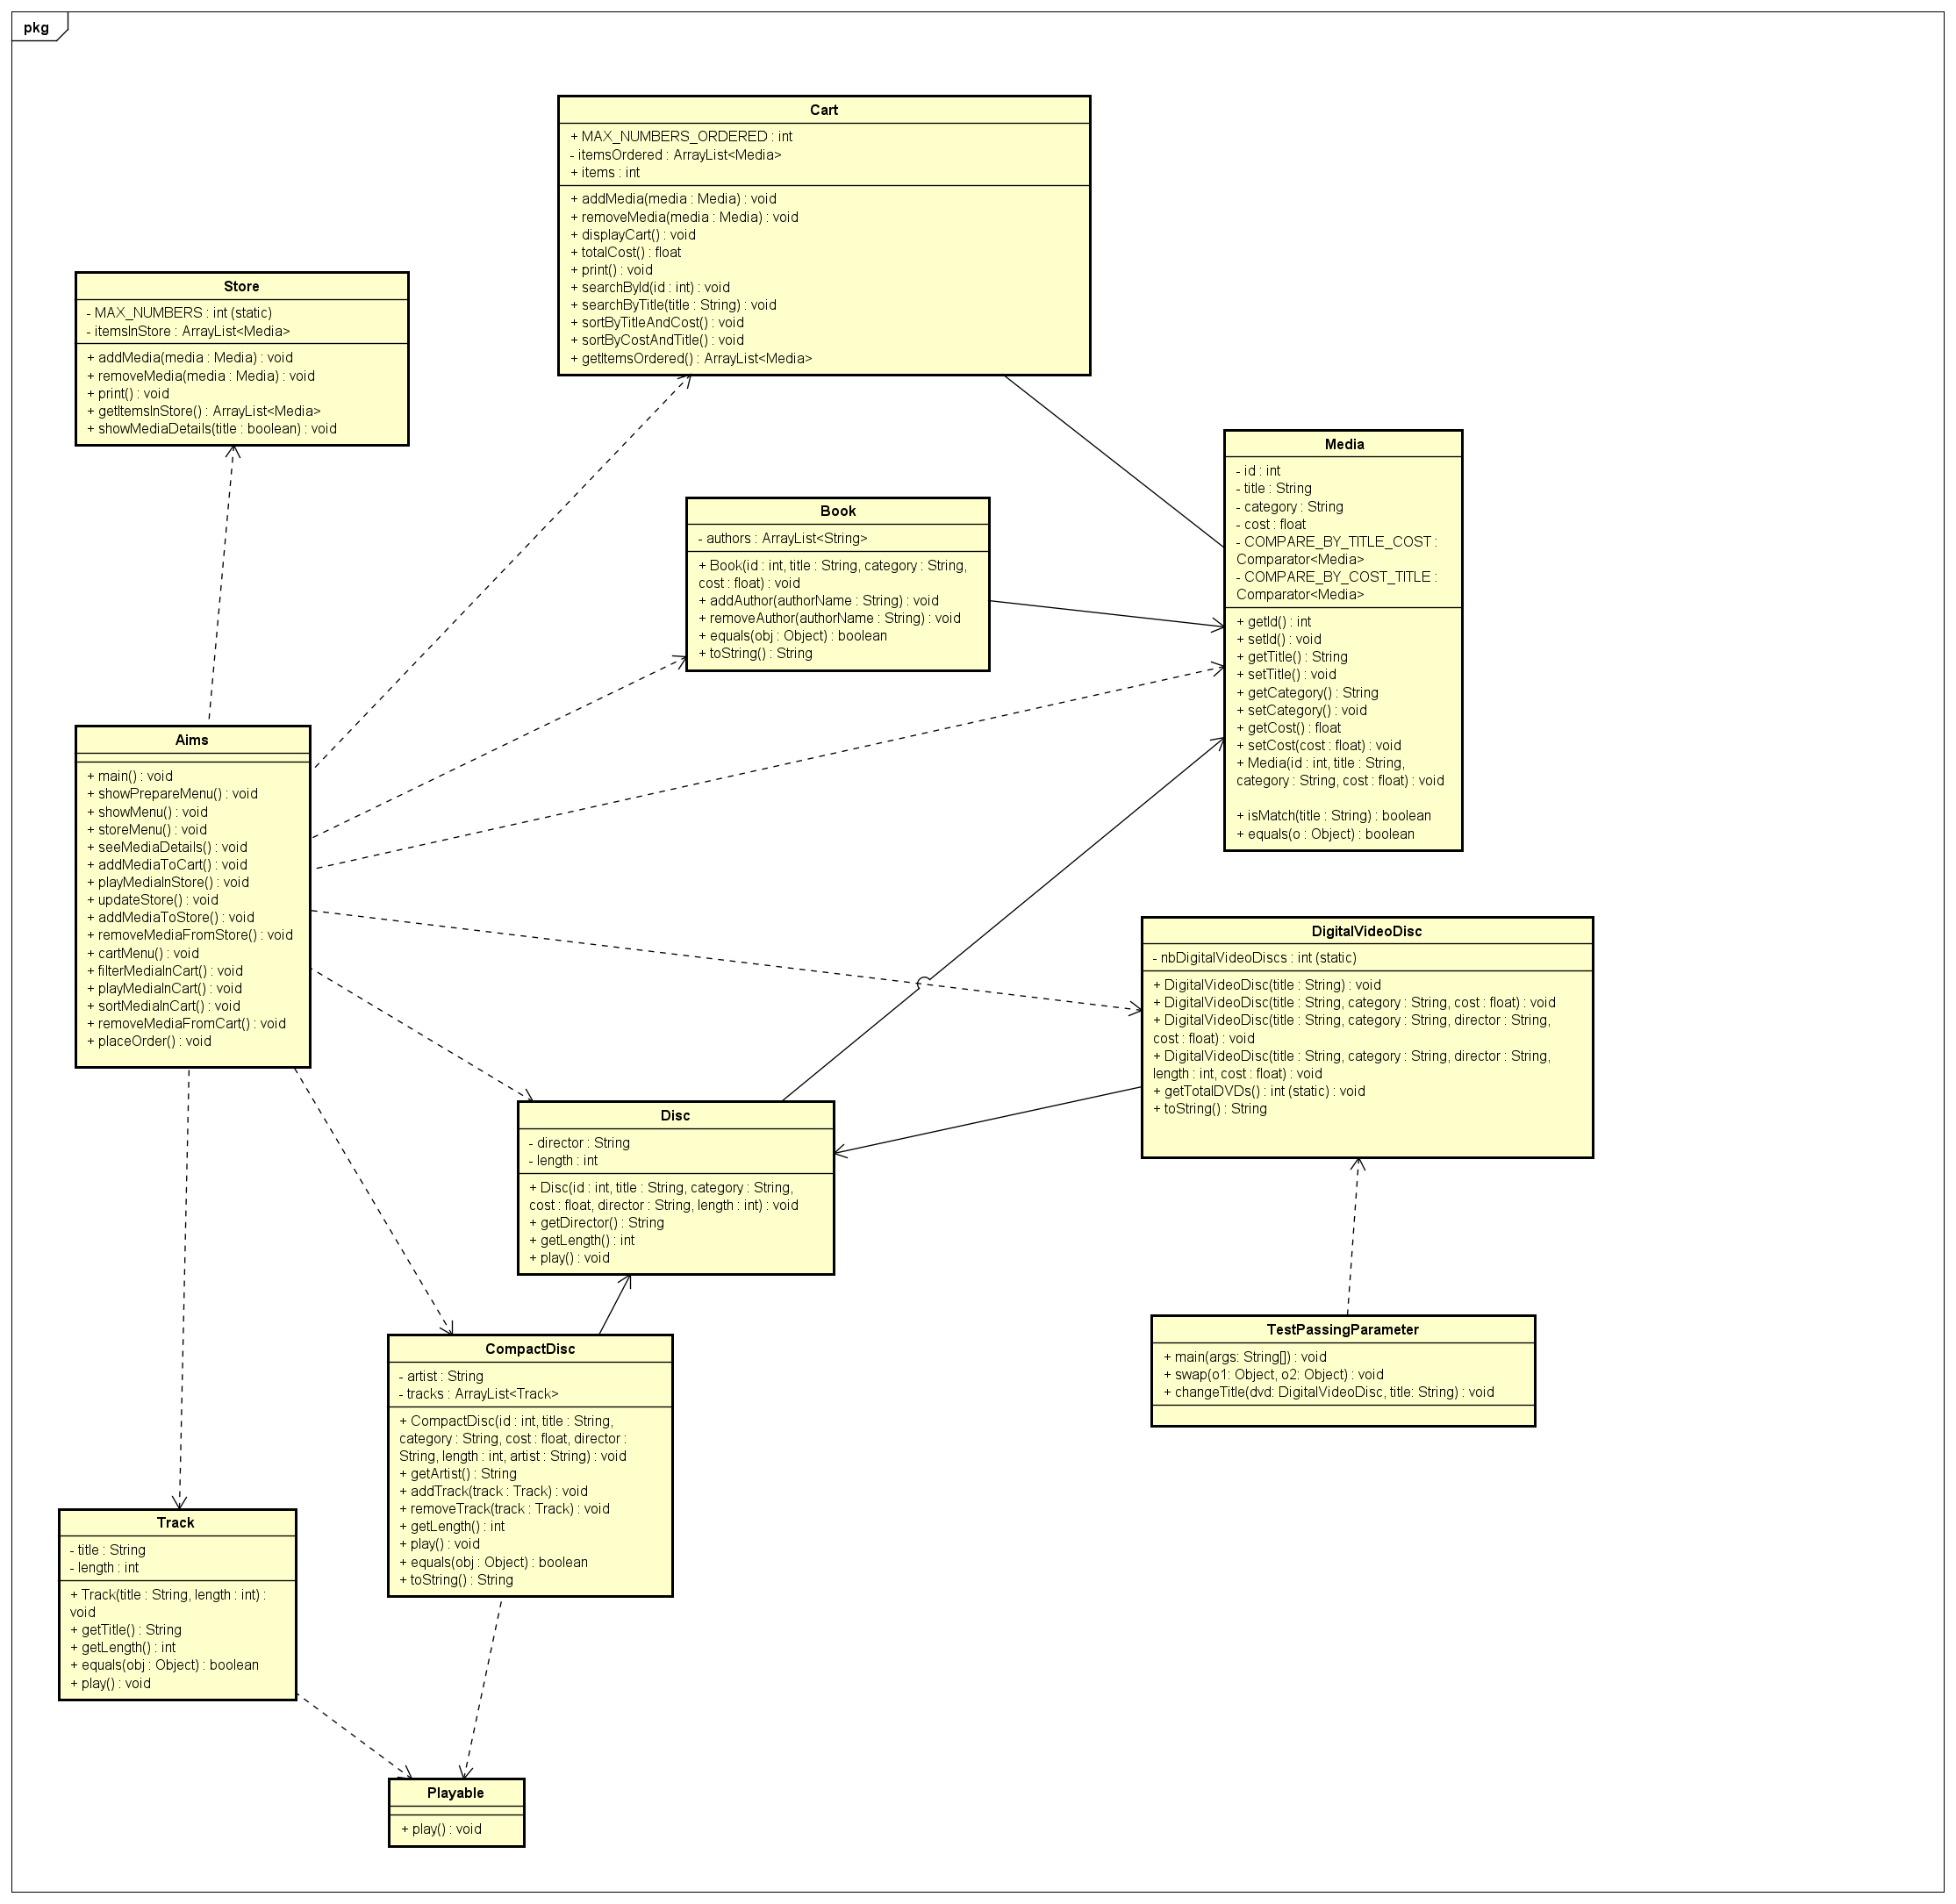 pkg
Cart
+ MAX_NUMBERS_ORDERED : int
- itemsOrdered : ArrayList<Media>
+ items : int
+ addMedia(media : Media) : void
+ removeMedia(media : Media) : void
+ displayCart() : void
+ totalCost() : float
+ print() : void
+ searchById(id : int) : void
+ searchByTitle(title : String) : void
+ sortByTitleAndCost() : void
+ sortByCostAndTitle() : void
+ getItemsOrdered() : ArrayList<Media>
Store
- MAX_NUMBERS : int (static)
- itemsInStore : ArrayList<Media>
+ addMedia(media : Media) : void
+ removeMedia(media : Media) : void
+ print() : void
+ getItemsInStore() : ArrayList<Media>
+ showMediaDetails(title : boolean) : void
Media
- id : int
- title : String
- category : String
- cost : float
- COMPARE_BY_TITLE_COST :
Comparator<Media>
- COMPARE_BY_COST_TITLE :
Comparator<Media>
+ getId() : int
+ setId() : void
+ getTitle() : String
+ setTitle() : void
+ getCategory() : String
+ setCategory() : void
+ getCost() : float
+ setCost(cost : float) : void
+ Media(id : int, title : String,
category : String, cost : float) : void
+ isMatch(title : String) : boolean
+ equals(o : Object) : boolean
Book
- authors : ArrayList<String>
+ Book(id : int, title : String, category : String,
cost : float) : void
+ addAuthor(authorName : String) : void
+ removeAuthor(authorName : String) : void
+ equals(obj : Object) : boolean
+ toString() : String
Aims
+ main() : void
+ showPrepareMenu() : void
+ showMenu() : void
+ storeMenu() : void
+ seeMediaDetails() : void
+ addMediaToCart() : void
+ playMediaInStore() : void
+ updateStore() : void
+ addMediaToStore() : void
+ removeMediaFromStore() : void
+ cartMenu() : void
+ filterMediaInCart() : void
+ playMediaInCart() : void
+ sortMediaInCart() : void
+ removeMediaFromCart() : void
+ placeOrder() : void
DigitalVideoDisc
- nbDigitalVideoDiscs : int (static)
+ DigitalVideoDisc(title : String) : void
+ DigitalVideoDisc(title : String, category : String, cost : float) : void
+ DigitalVideoDisc(title : String, category : String, director : String,
cost : float) : void
+ DigitalVideoDisc(title : String, category : String, director : String,
length : int, cost : float) : void
+ getTotalDVDs() : int (static) : void
+ toString() : String
Disc
- director : String
- length : int
+ Disc(id : int, title : String, category : String,
cost : float, director : String, length : int) : void
+ getDirector() : String
+ getLength() : int
+ play() : void
TestPassingParameter
+ main(args: String[]) : void
+ swap(o1: Object, o2: Object) : void
+ changeTitle(dvd: DigitalVideoDisc, title: String) : void
CompactDisc
- artist : String
- tracks : ArrayList<Track>
+ CompactDisc(id : int, title : String,
category : String, cost : float, director :
String, length : int, artist : String) : void
+ getArtist() : String
+ addTrack(track : Track) : void
+ removeTrack(track : Track) : void
+ getLength() : int
+ play() : void
+ equals(obj : Object) : boolean
+ toString() : String
Track
- title : String
- length : int
+ Track(title : String, length : int) :
void
+ getTitle() : String
+ getLength() : int
+ equals(obj : Object) : boolean
+ play() : void
Playable
+ play() : void